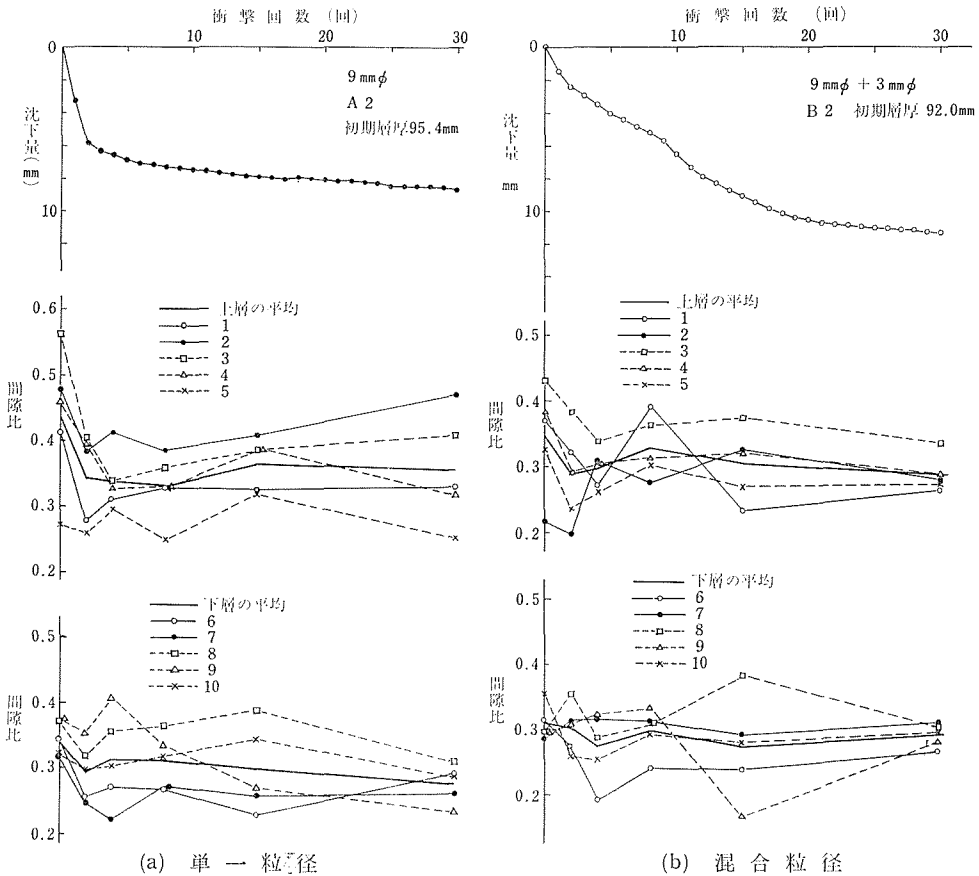 衝撃回数 (回)
0 10 20 30
0
10
沈下量(mm)
9mmφ
A 2
初期層厚95.4mm
衝撃回数 (回)
10 20 30
0
10
沈下量 mm
9mmφ + 3mmφ
B 2 初期層厚 92.0mm
0.6
0.5
0.4
0.3
0.2
間隙比
上層の平均
1
2
3
4
5
0.5
0.4
0.3
0.2
間隙比
上層の平均
1
2
3
4
5
0.5
0.4
0.3
0.2
間隙比
下層の平均
6
7
8
9
10
0.5
0.4
0.3
0.2
間隙比
下層の平均
6
7
8
9
10
(a) 単一粒径
(b) 混合粒径